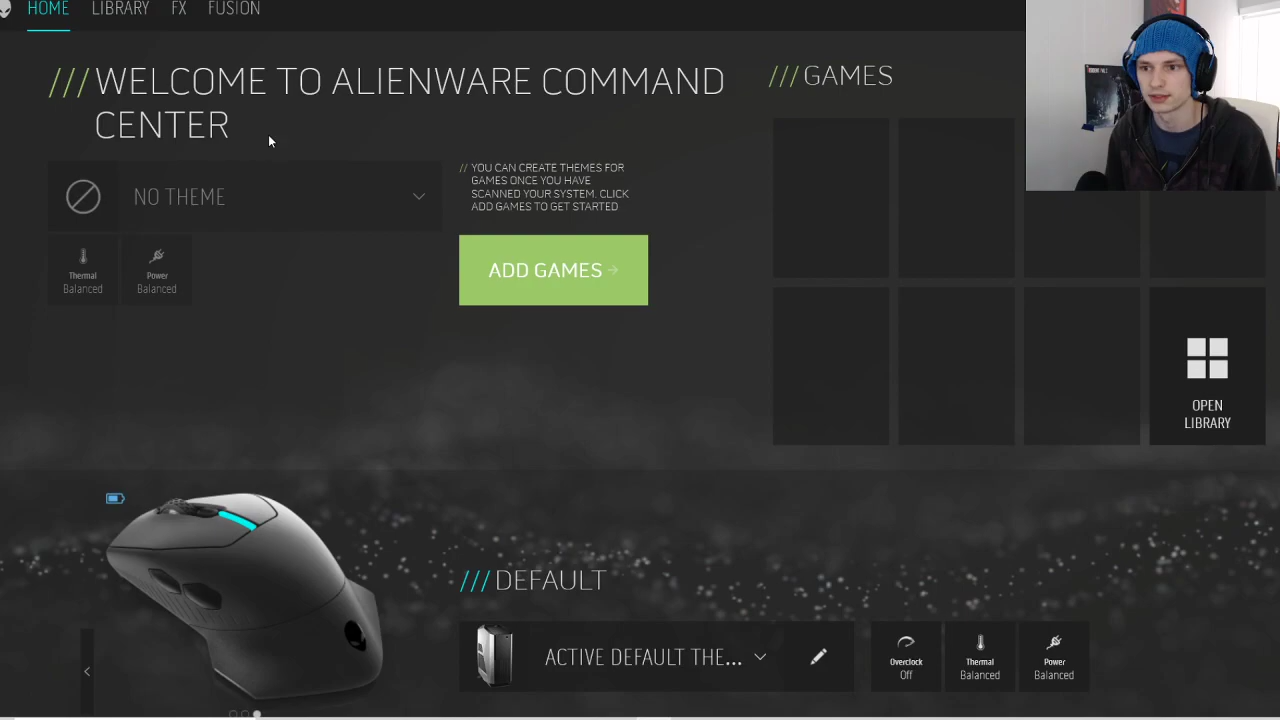 HOME LIBRARY FX FUSION
///WELCOME TO ALIENWARE COMMAND
CENTER
NO THEME
Thermal
Balanced
Power
Balanced
// YOU CAN CREATE THEMES FOR
GAMES ONCE YOU HAVE
SCANNED YOUR SYSTEM. CLICK
ADD GAMES TO GET STARTED
ADD GAMES
///GAMES
OPEN
LIBRARY
///DEFAULT
ACTIVE DEFAULT THE...
Overclock
Off
Thermal
Balanced
Power
Balanced